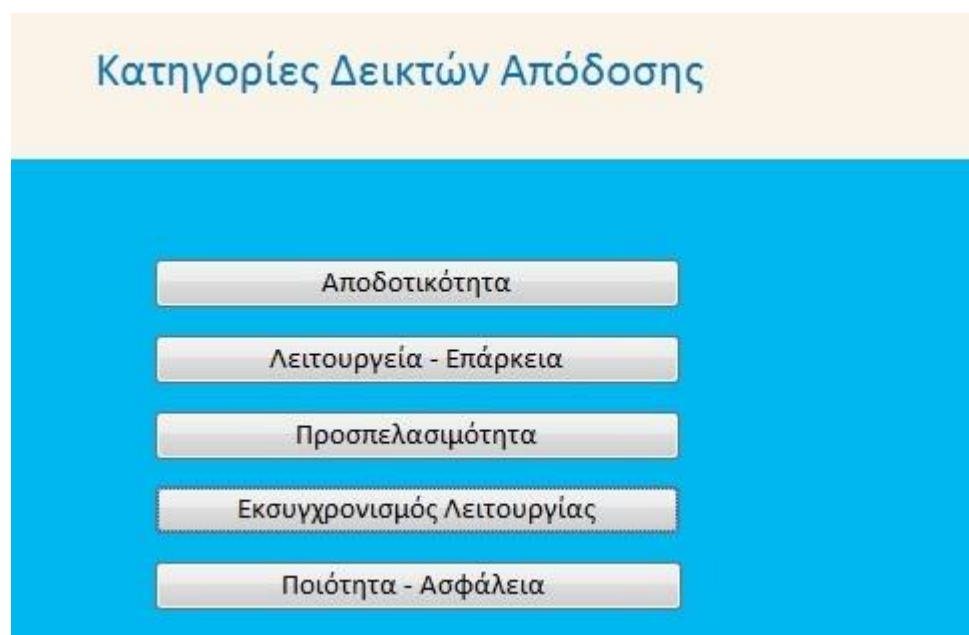 Κατηγορίες Δεικτών Απόδοσης
Αποδοτικότητα
Λειτουργεία - Επάρκεια
Προσπελασιμότητα
Εκσυγχρονισμός Λειτουργίας
Ποιότητα - Ασφάλεια